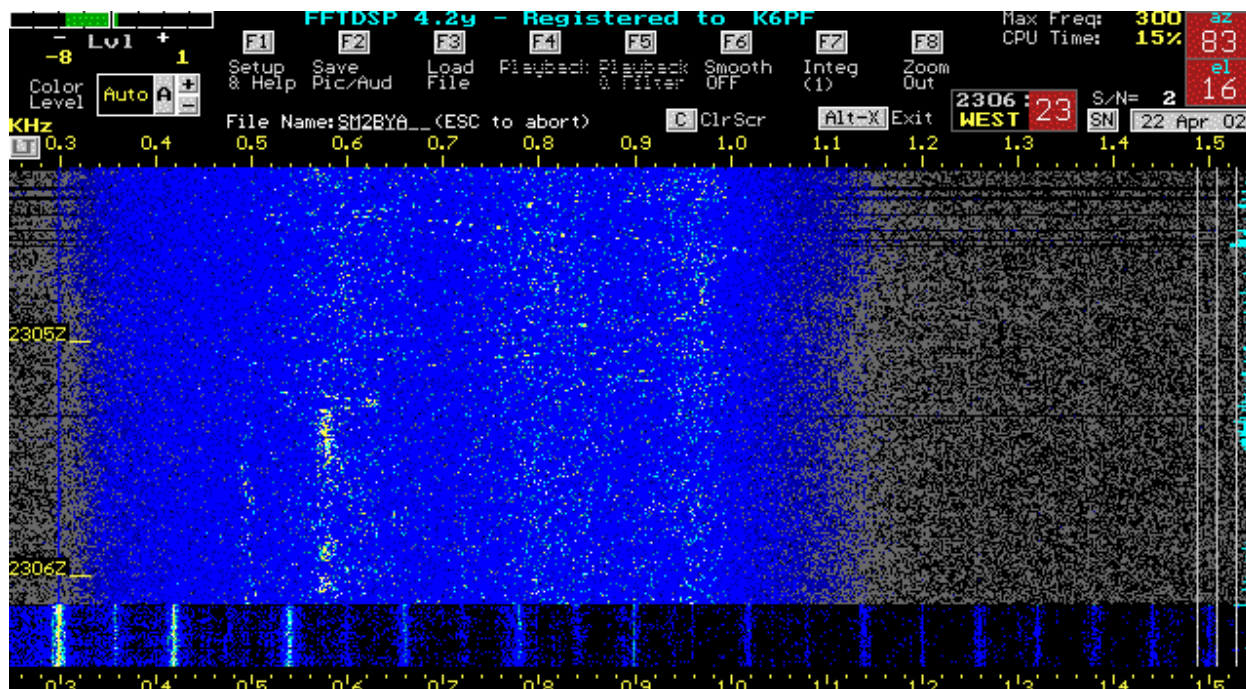 FFTDSP 4.2y - Registered to K6PF
Max Freq: 300
CPU Time: 15%
az
83
el
16
- Lvl +
-8 1
F1 F2 F3 F4 F5 F6 F7 F8
Setup & Help
Save Pic/Aud
Load File
Playback
Playback & Filter
Smooth OFF
Integ (1)
Zoom Out
Color Level
Auto A + -
2306:23
WEST
S/N= 2
SN
22 Apr 02
File Name:SM2BYA__(ESC to abort)
C ClrScr
Alt-X Exit
KHz
LT 0.3 0.4 0.5 0.6 0.7 0.8 0.9 1.0 1.1 1.2 1.3 1.4 1.5
2305Z
2306Z
0.3 0.4 0.5 0.6 0.7 0.8 0.9 1.0 1.1 1.2 1.3 1.4 1.5